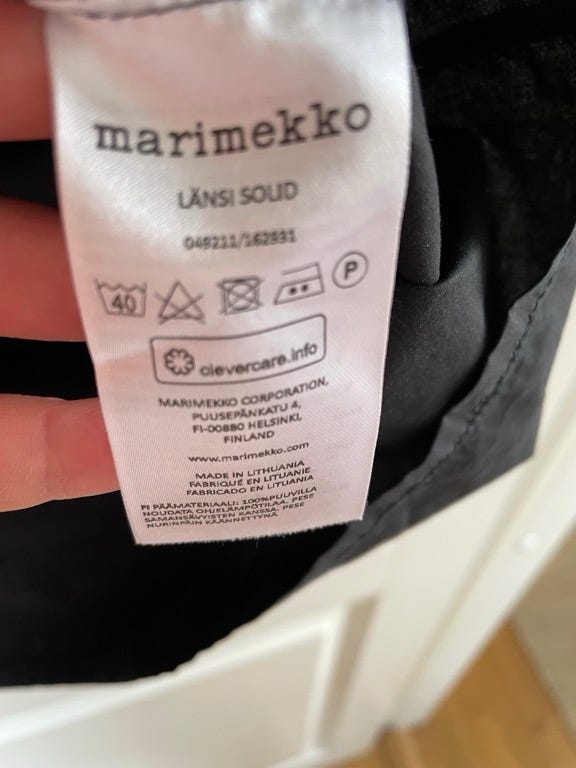 marimekko
LÄNSI SOLID
049211/162931
40 P
clevercare.info
MARIMEKKO CORPORATION,
PUUSEPÄNKATU 4,
FI-00880 HELSINKI,
FINLAND
www.marimekko.com
MADE IN LITHUANIA
FABRIQUÉ EN LITUANIE
FABRICADO EN LITUANIE
FI PÄÄMATERIAALI: 100%PUUVILLA
NOUDATA OHJELÄMPÖTILAA. PESE
SAMANSÄVYISTEN KANSSA. PESE
NURINPÄIN KÄÄNNETTYNÄ